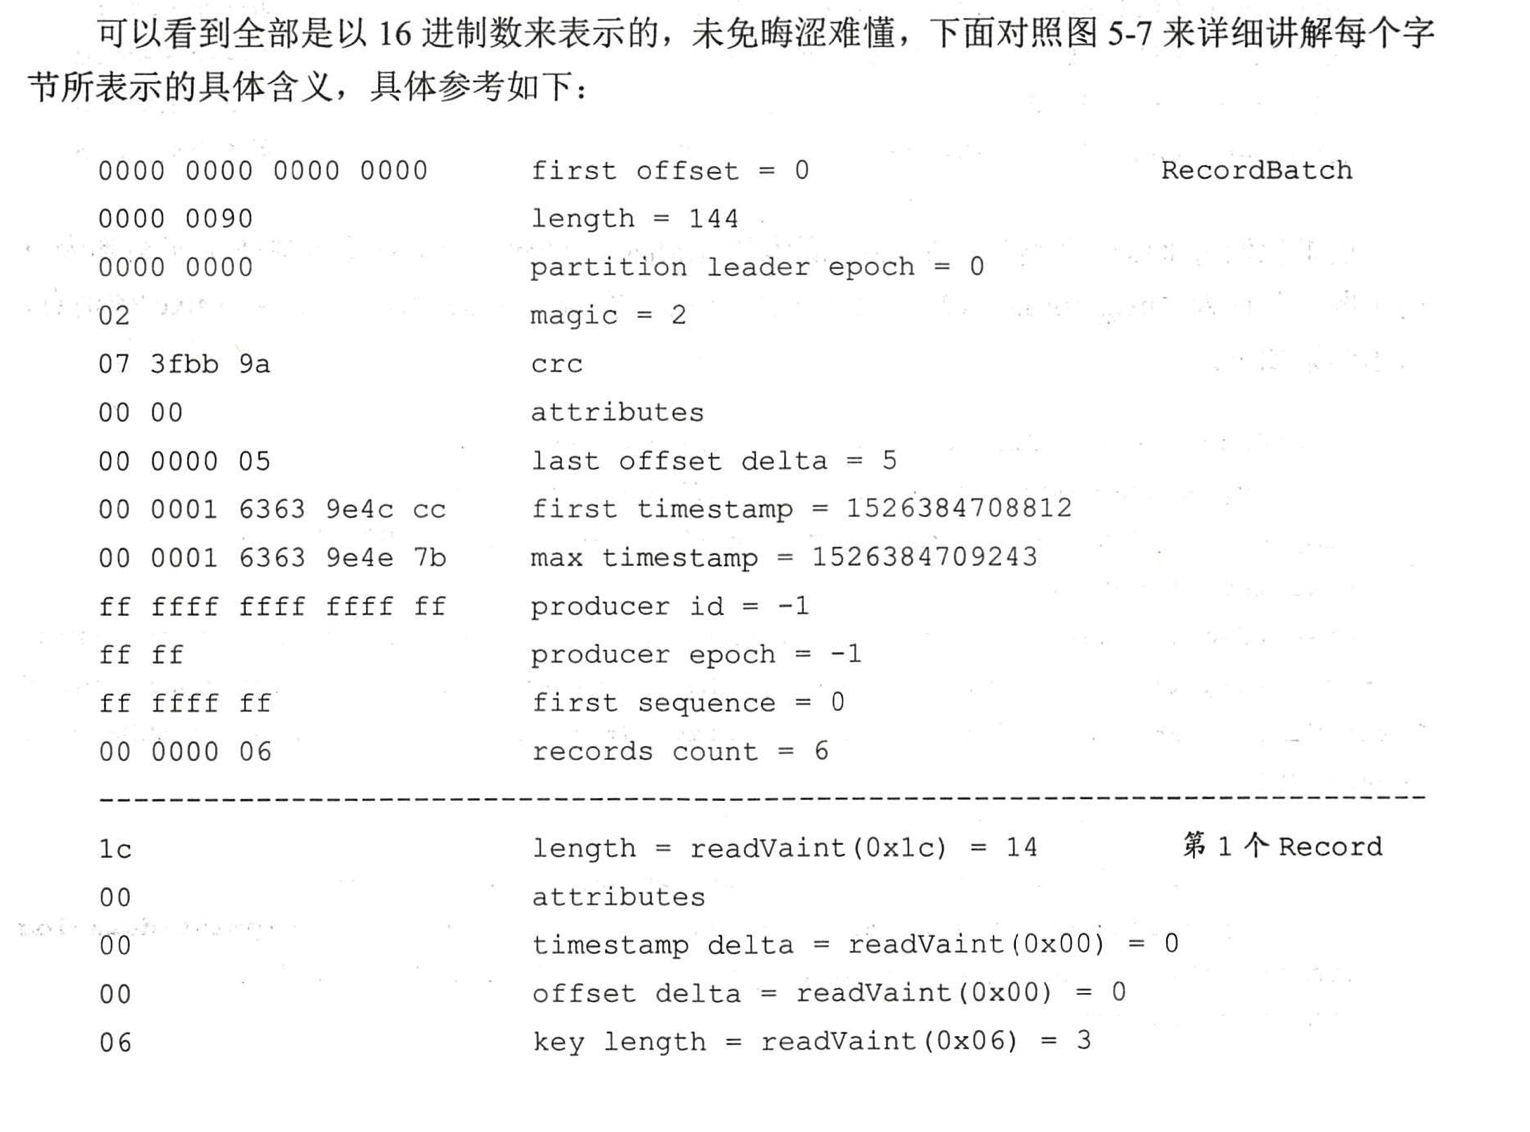 可以看到全部是以 16 进制数来表示的，未免晦涩难懂，下面对照图 5-7 来详细讲解每个字
节所表示的具体含义，具体参考如下：
0000 0000 0000 0000 first offset = 0 RecordBatch
0000 0090 length = 144
0000 0000 partition leader epoch = 0
02 magic = 2
07 3fbb 9a crc
00 00 attributes
00 0000 05 last offset delta = 5
00 0001 6363 9e4c cc first timestamp = 1526384708812
00 0001 6363 9e4e 7b max timestamp = 1526384709243
ff ffff ffff ffff ff producer id = -1
ff ff producer epoch = -1
ff ffff ff first sequence = 0
00 0000 06 records count = 6
--------------------------------------------------------------------------
1c length = readVaint(0x1c) = 14 第 1 个 Record
00 attributes
00 timestamp delta = readVaint(0x00) = 0
00 offset delta = readVaint(0x00) = 0
06 key length = readVaint(0x06) = 3